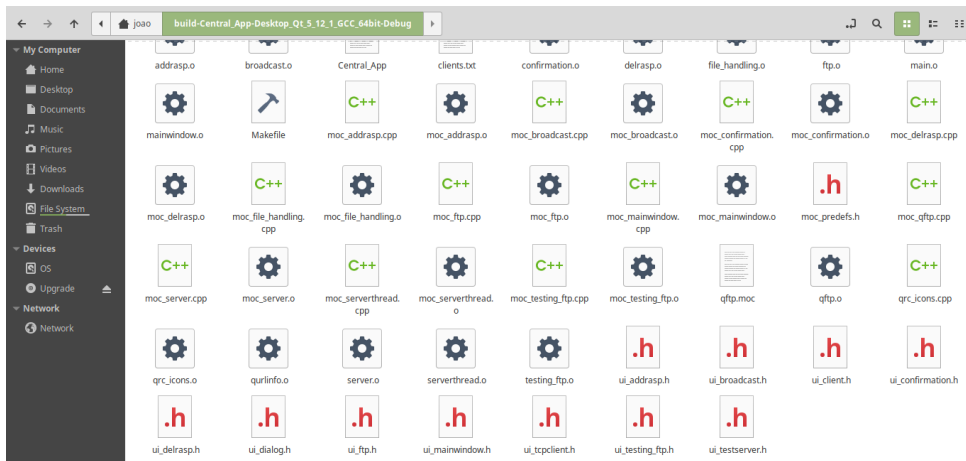 joao
build-Central_App-Desktop_Qt_5_12_1_GCC_64bit-Debug
My Computer
Home
Desktop
Documents
Music
Pictures
Videos
Downloads
File System
Trash
Devices
OS
Upgrade
Network
Network
addrasp.o
broadcast.o
Central_App
clients.txt
confirmation.o
delrasp.o
file_handling.o
ftp.o
main.o
C++
C++
C++
C++
mainwindow.o
Makefile
moc_addrasp.cpp
moc_addrasp.o
moc_broadcast.cpp
moc_broadcast.o
moc_confirmation.
cpp
moc_confirmation.o
moc_delrasp.cpp
C++
C++
C++
.h
C++
moc_delrasp.o
moc_file_handling.
cpp
moc_file_handling.o
moc_ftp.cpp
moc_ftp.o
moc_mainwindow.
cpp
moc_mainwindow.o
moc_predefs.h
moc_qftp.cpp
C++
C++
C++
C++
moc_server.cpp
moc_server.o
moc_serverthread.
cpp
moc_serverthread.
o
moc_testing_ftp.cpp
moc_testing_ftp.o
qftp.moc
qftp.o
qrc_icons.cpp
.h
.h
.h
.h
qrc_icons.o
qurlinfo.o
server.o
serverthread.o
testing_ftp.o
ui_addrasp.h
ui_broadcast.h
ui_client.h
ui_confirmation.h
.h
.h
.h
.h
.h
.h
.h
ui_delrasp.h
ui_dialog.h
ui_ftp.h
ui_mainwindow.h
ui_tcpclient.h
ui_testing_ftp.h
ui_testserver.h